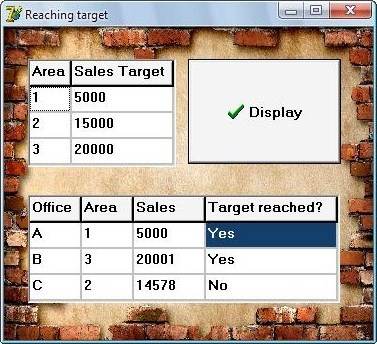 Reaching target
Area Sales Target
1 5000
2 15000
3 20000
Display
Office Area Sales Target reached?
A 1 5000 Yes
B 3 20001 Yes
C 2 14578 No